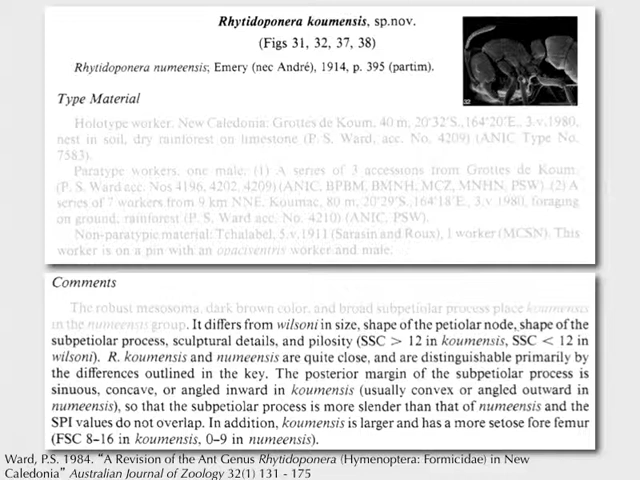 Rhytidoponera koumensis, sp.nov.
(Figs 31, 32, 37, 38)
Rhytidoponera numeensis; Emery (nec André), 1914, p. 395 (partim).
32
Type Material
Holotype worker. New Caledonia: Grottes de Koum, 40 m, 20°32'S., 164°20'E., 3.v.1980,
nest in soil, dry rainforest on limestone (P. S. Ward, acc. No. 4209) (ANIC Type No.
7583).
Paratype workers, one male. (1) A series of 3 accessions from Grottes de Koum
(P. S. Ward acc. Nos 4196, 4202, 4209) (ANIC, BPBM, BMNH, MCZ, MNHN, PSW). (2) A
series of 7 workers from 9 km NNE. Koumac, 80 m, 20°29'S., 164°18'E., 3.v.1980, foraging
on ground, rainforest (P. S. Ward acc. No. 4210) (ANIC, PSW).
Non-paratypic material: Tchalabel, 5.v.1911 (Sarasin and Roux), 1 worker (MCSN). This
worker is on a pin with an opaciventris worker and male.
Comments
The robust mesosoma, dark brown color, and broad subpetiolar process place koumensis
in the numeensis group. It differs from wilsoni in size, shape of the petiolar node, shape of the
subpetiolar process, sculptural details, and pilosity (SSC > 12 in koumensis, SSC < 12 in
wilsoni). R. koumensis and numeensis are quite close, and are distinguishable primarily by
the differences outlined in the key. The posterior margin of the subpetiolar process is
sinuous, concave, or angled inward in koumensis (usually convex or angled outward in
numeensis), so that the subpetiolar process is more slender than that of numeensis and the
SPI values do not overlap. In addition, koumensis is larger and has a more setose fore femur
(FSC 8–16 in koumensis, 0–9 in numeensis).
Ward, P.S. 1984. "A Revision of the Ant Genus Rhytidoponera (Hymenoptera: Formicidae) in New
Caledonia" Australian Journal of Zoology 32(1) 131 - 175